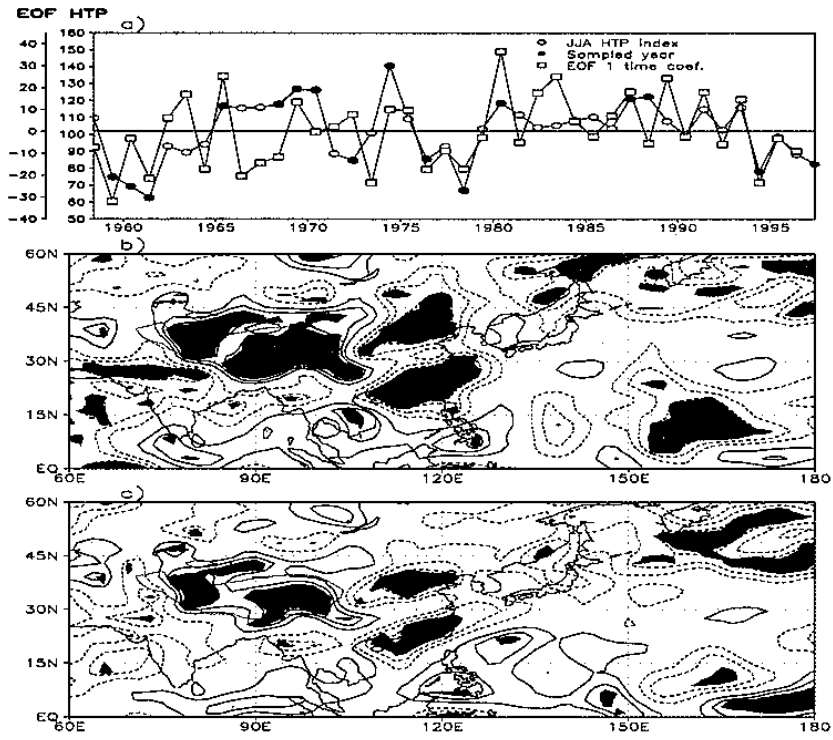 EOF HTP
a)
40 160
30 150
20 140
10 130
0 120
-10 110
-20 100
-30 90
-40 80
70
60
50
JJA HTP index
Sampled year
EOF 1 time coef.
1960 1965 1970 1975 1980 1985 1990 1995
b)
60N
45N
30N
15N
EQ
60E 90E 120E 150E 180
c)
60N
45N
30N
15N
EQ
60E 90E 120E 150E 180